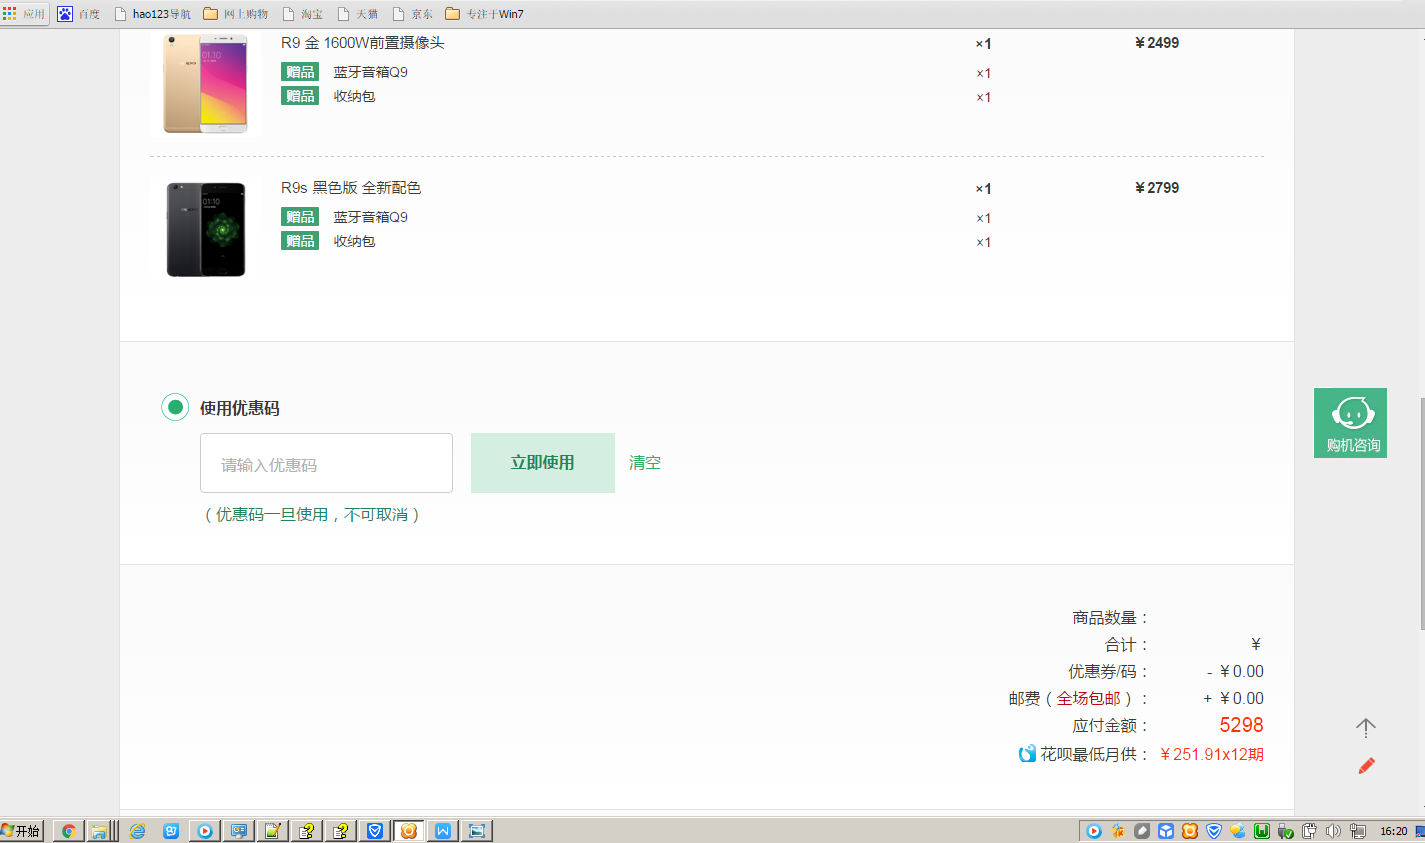 应用 百度 hao123导航 网上购物 淘宝 天猫 京东 专注于Win7
R9 金 1600W前置摄像头 ×1 ¥2499
赠品 蓝牙音箱Q9 ×1
赠品 收纳包 ×1
R9s 黑色版 全新配色 ×1 ¥2799
赠品 蓝牙音箱Q9 ×1
赠品 收纳包 ×1
使用优惠码
请输入优惠码 立即使用 清空
（优惠码一旦使用，不可取消）
购机咨询
商品数量：
合计： ¥
优惠券/码： - ¥0.00
邮费（全场包邮）： + ¥0.00
应付金额： 5298
花呗最低月供： ¥251.91x12期
开始 16:20